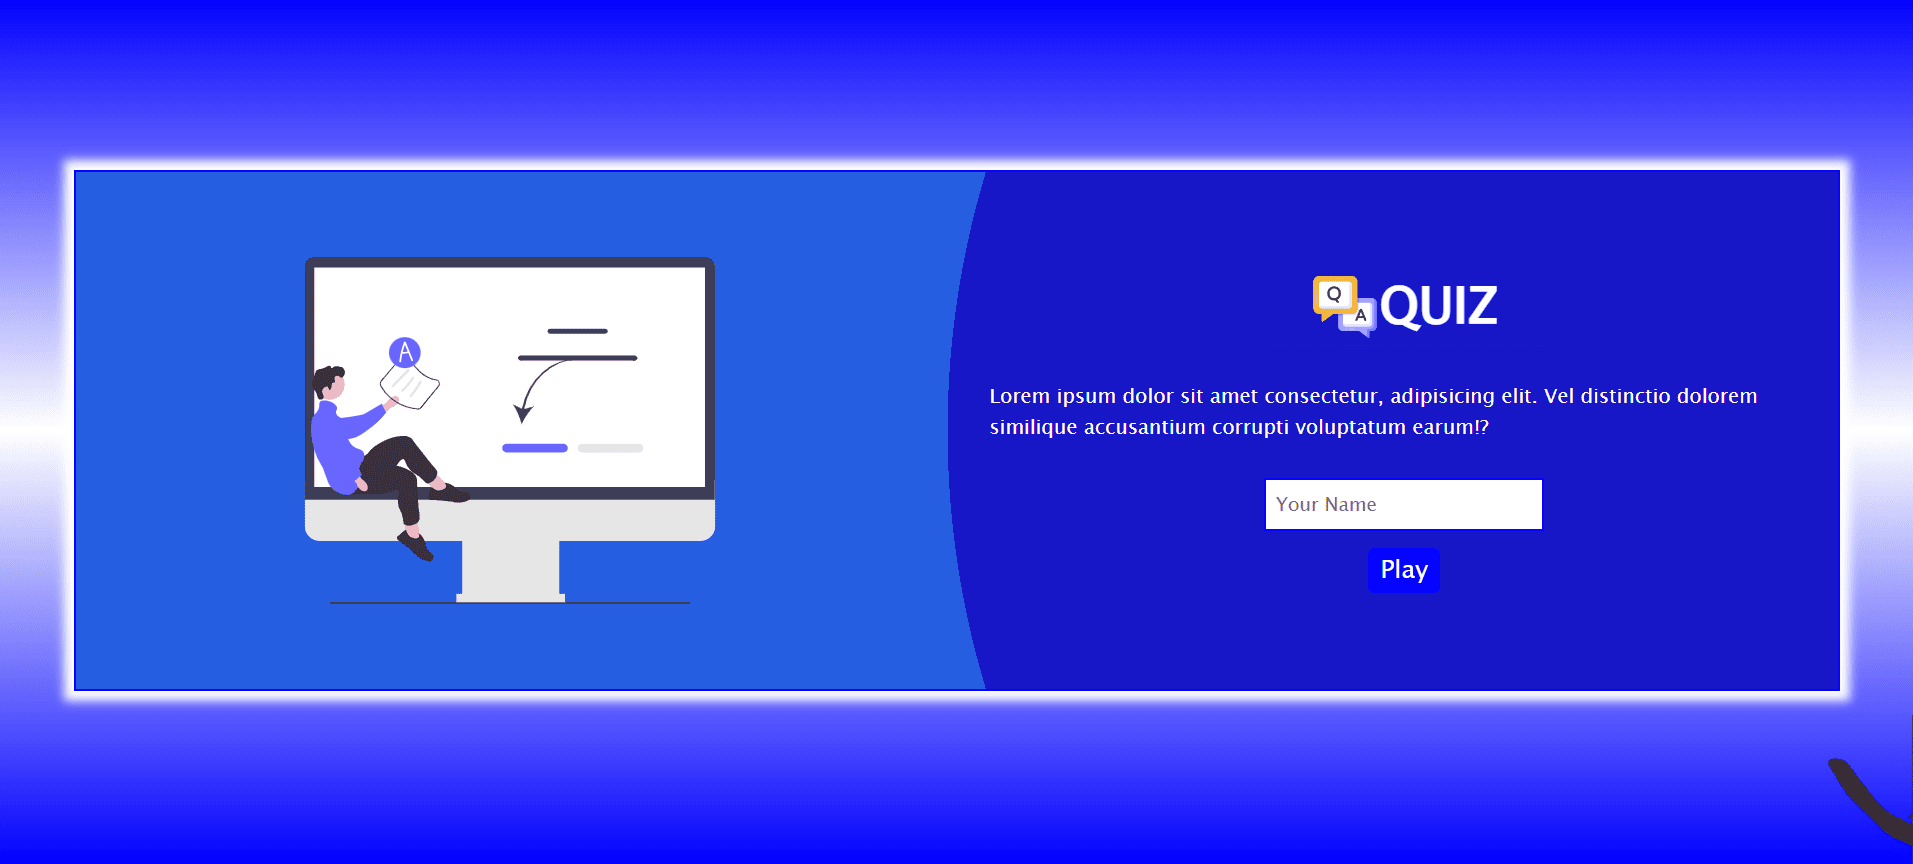 A
Q
A
QUIZ
Lorem ipsum dolor sit amet consectetur, adipisicing elit. Vel distinctio dolorem
similique accusantium corrupti voluptatum earum!?
Your Name
Play